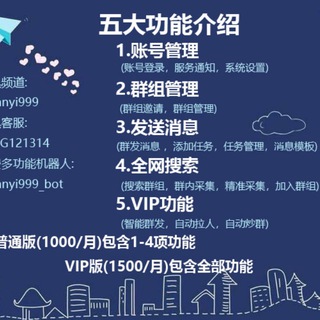 五大功能介绍
1.账号管理
(账号登录，服务通知，系统设置)
频道:
nyi999
2.群组管理
(群组邀请，群组管理)
客服:
G121314
3.发送消息
(群发消息 ，添加任务，任务管理，消息模板)
多功能机器人:
nyi999_bot
4.全网搜索
(搜索群组，群内采集，精准采集，加入群组)
5.VIP功能
(智能群发，自动拉人，自动炒群)
普通版(1000/月)包含1-4项功能
VIP版(1500/月)包含全部功能